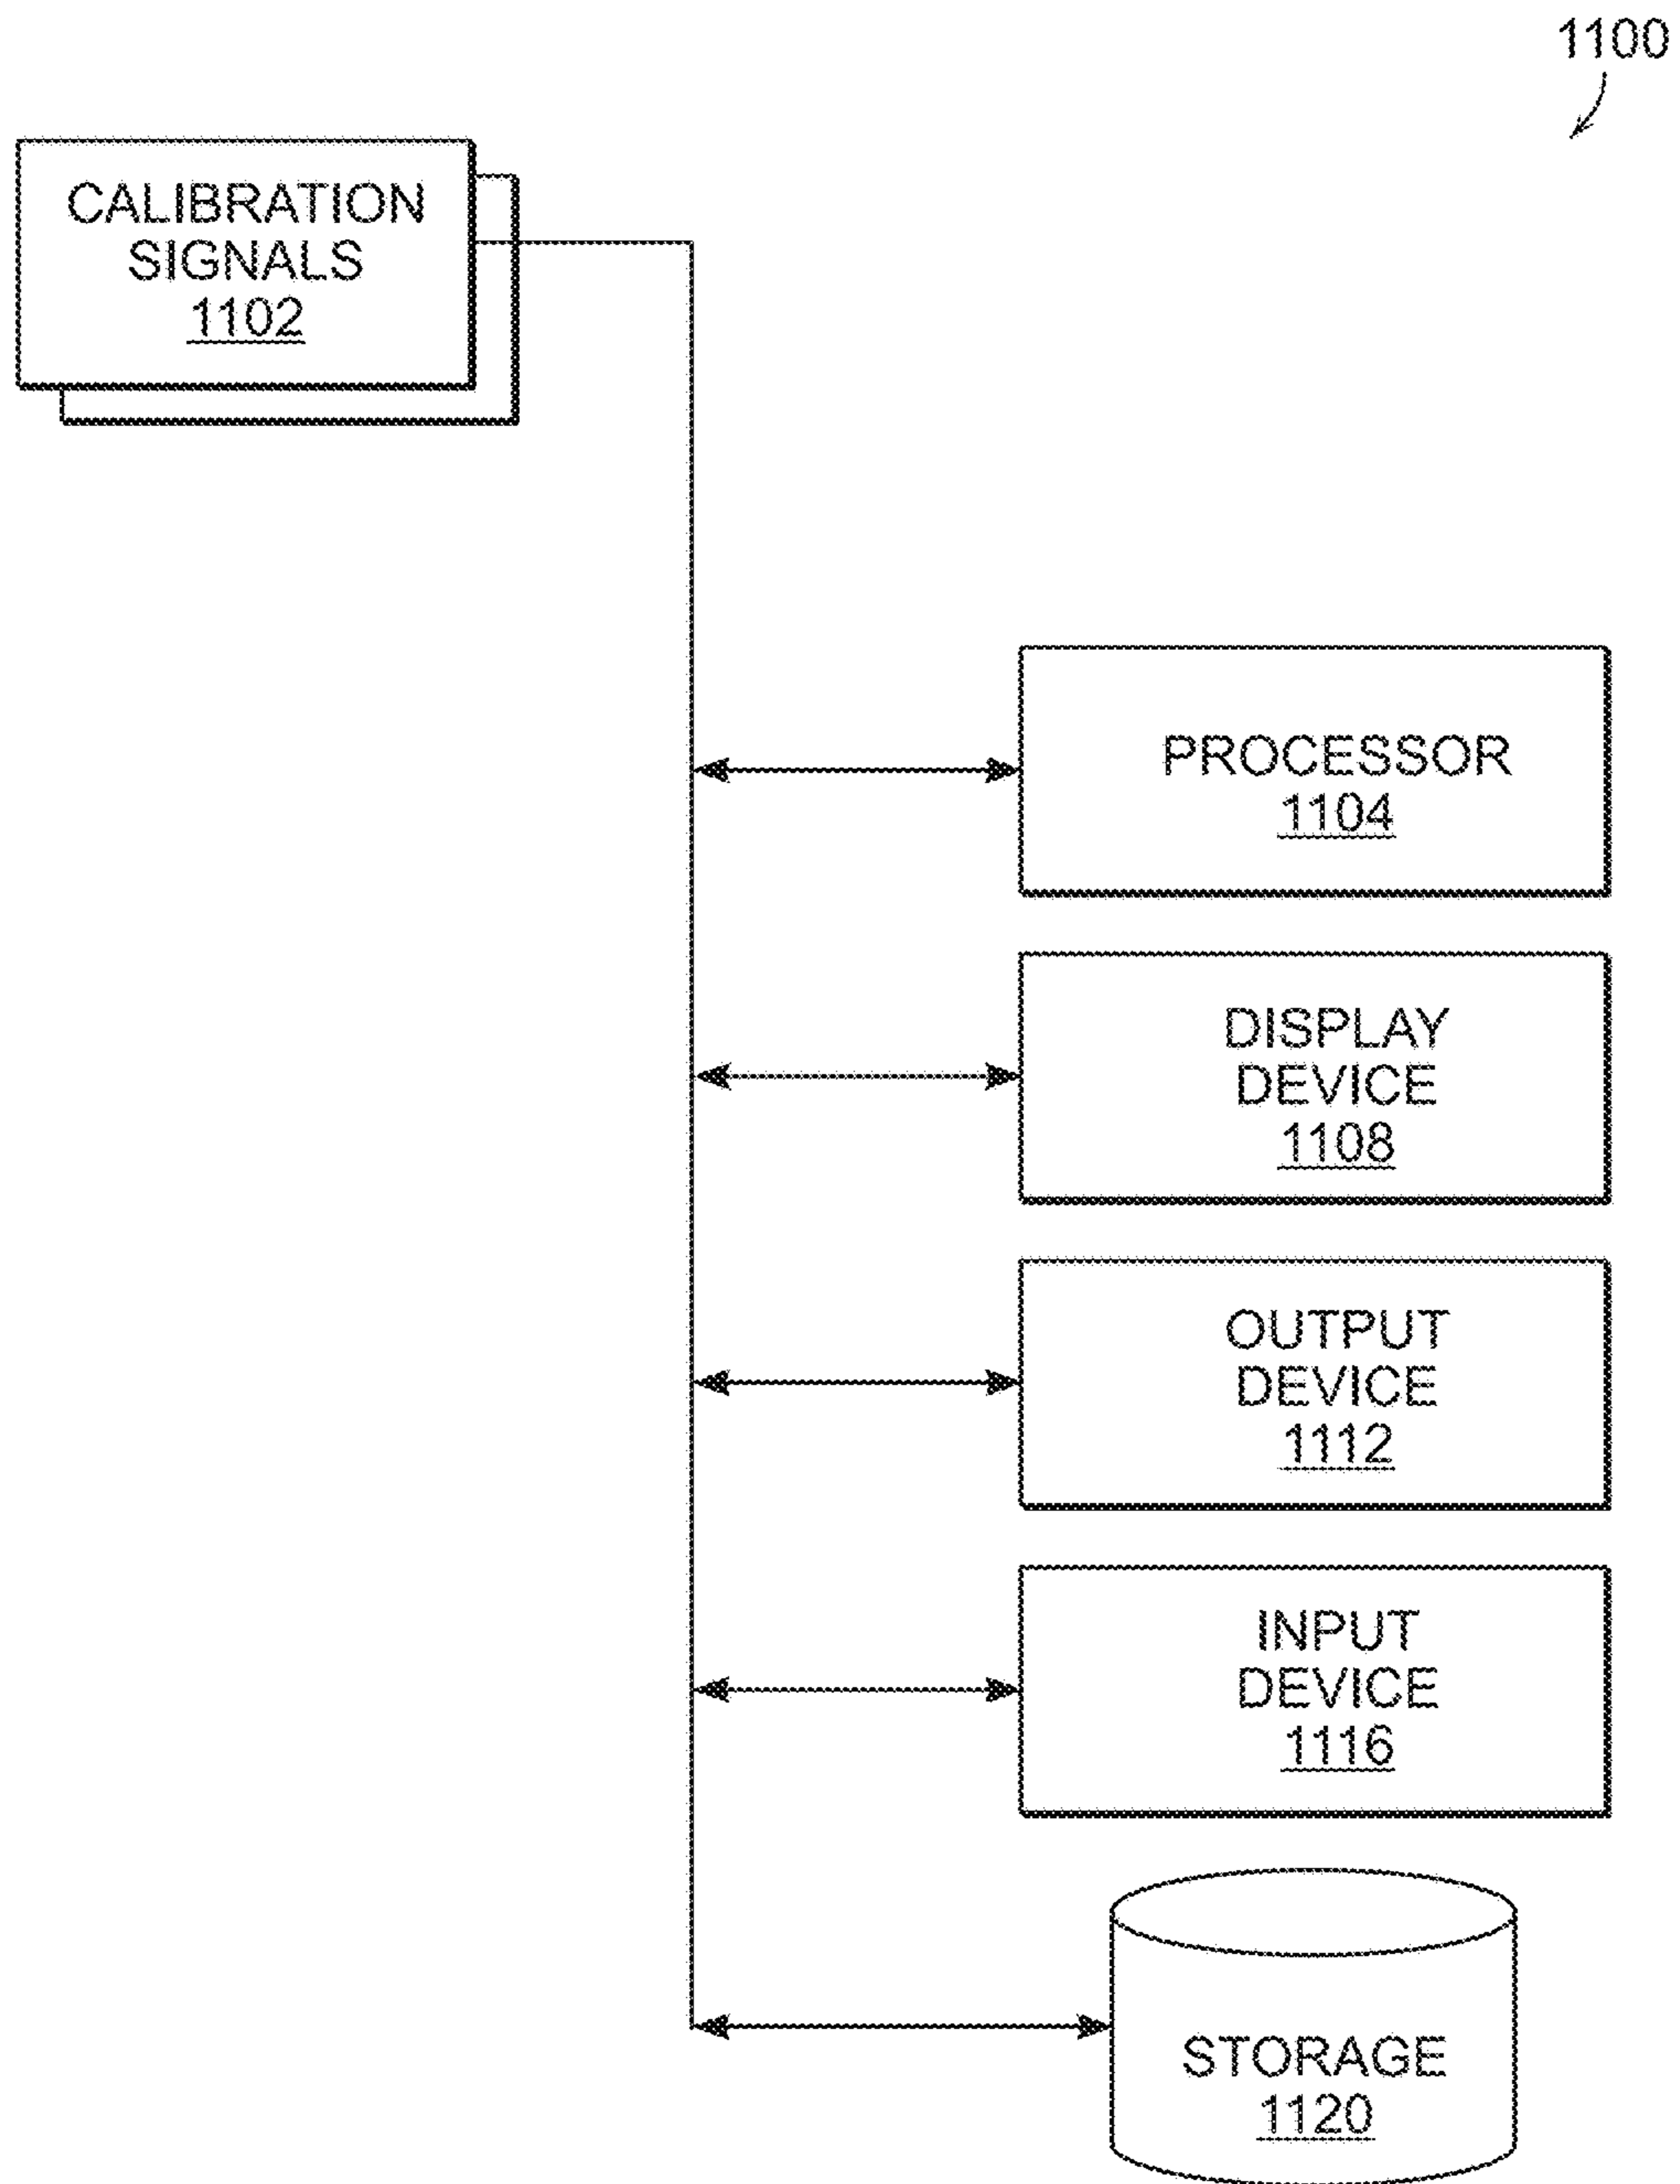 1100
CALIBRATION
SIGNALS
1102
PROCESSOR
1104
DISPLAY
DEVICE
1108
OUTPUT
DEVICE
1112
INPUT
DEVICE
1116
STORAGE
1120